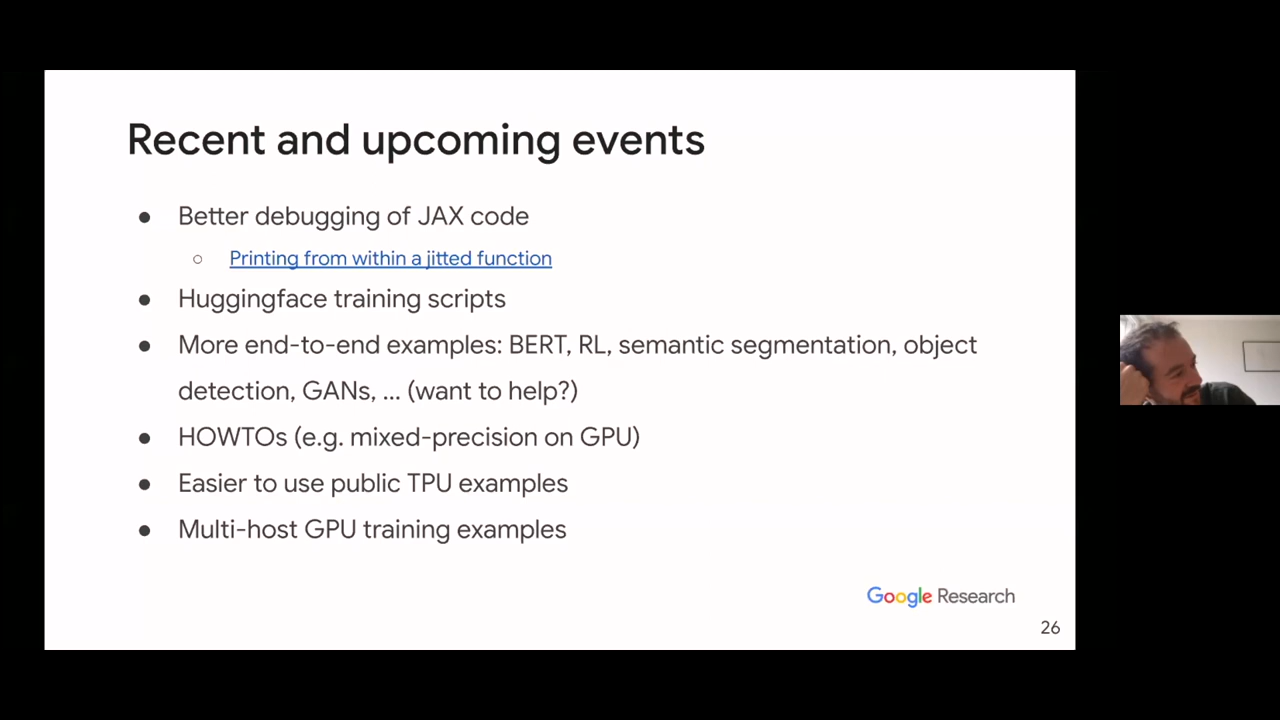 Recent and upcoming events
● Better debugging of JAX code
○ Printing from within a jitted function
● Huggingface training scripts
● More end-to-end examples: BERT, RL, semantic segmentation, object
detection, GANs, ... (want to help?)
● HOWTOs (e.g. mixed-precision on GPU)
● Easier to use public TPU examples
● Multi-host GPU training examples
Google Research
26